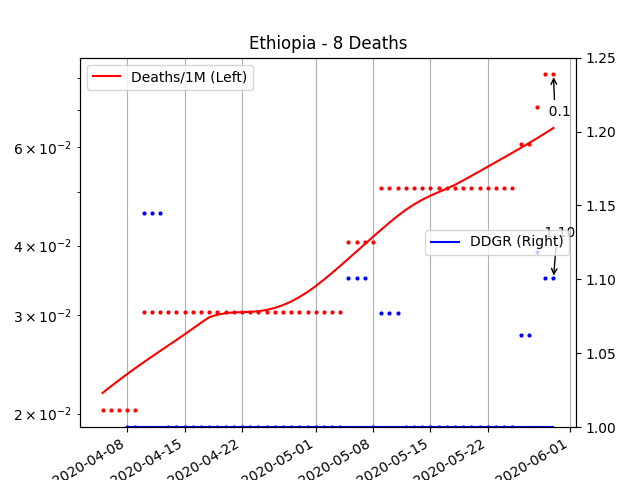 Ethiopia - 8 Deaths
Deaths/1M (Left)
DDGR (Right)
0.1
1.10
6 × 10⁻²
4 × 10⁻²
3 × 10⁻²
2 × 10⁻²
1.25
1.20
1.15
1.10
1.05
1.00
2020-04-08
2020-04-15
2020-04-22
2020-05-01
2020-05-08
2020-05-15
2020-05-22
2020-06-01